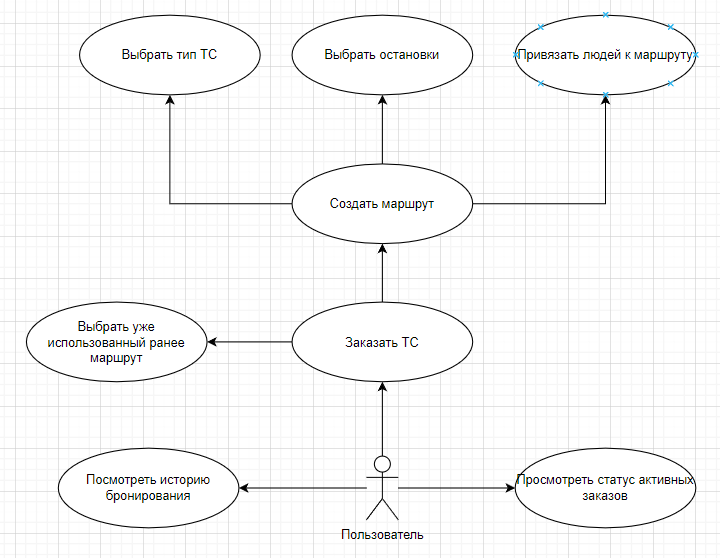 Выбрать тип ТС
Выбрать остановки
Привязать людей к маршруту
Создать маршрут
Выбрать уже
использованный ранее
маршрут
Заказать ТС
Посмотреть историю
бронирования
Просмотреть статус активных
заказов
Пользователь